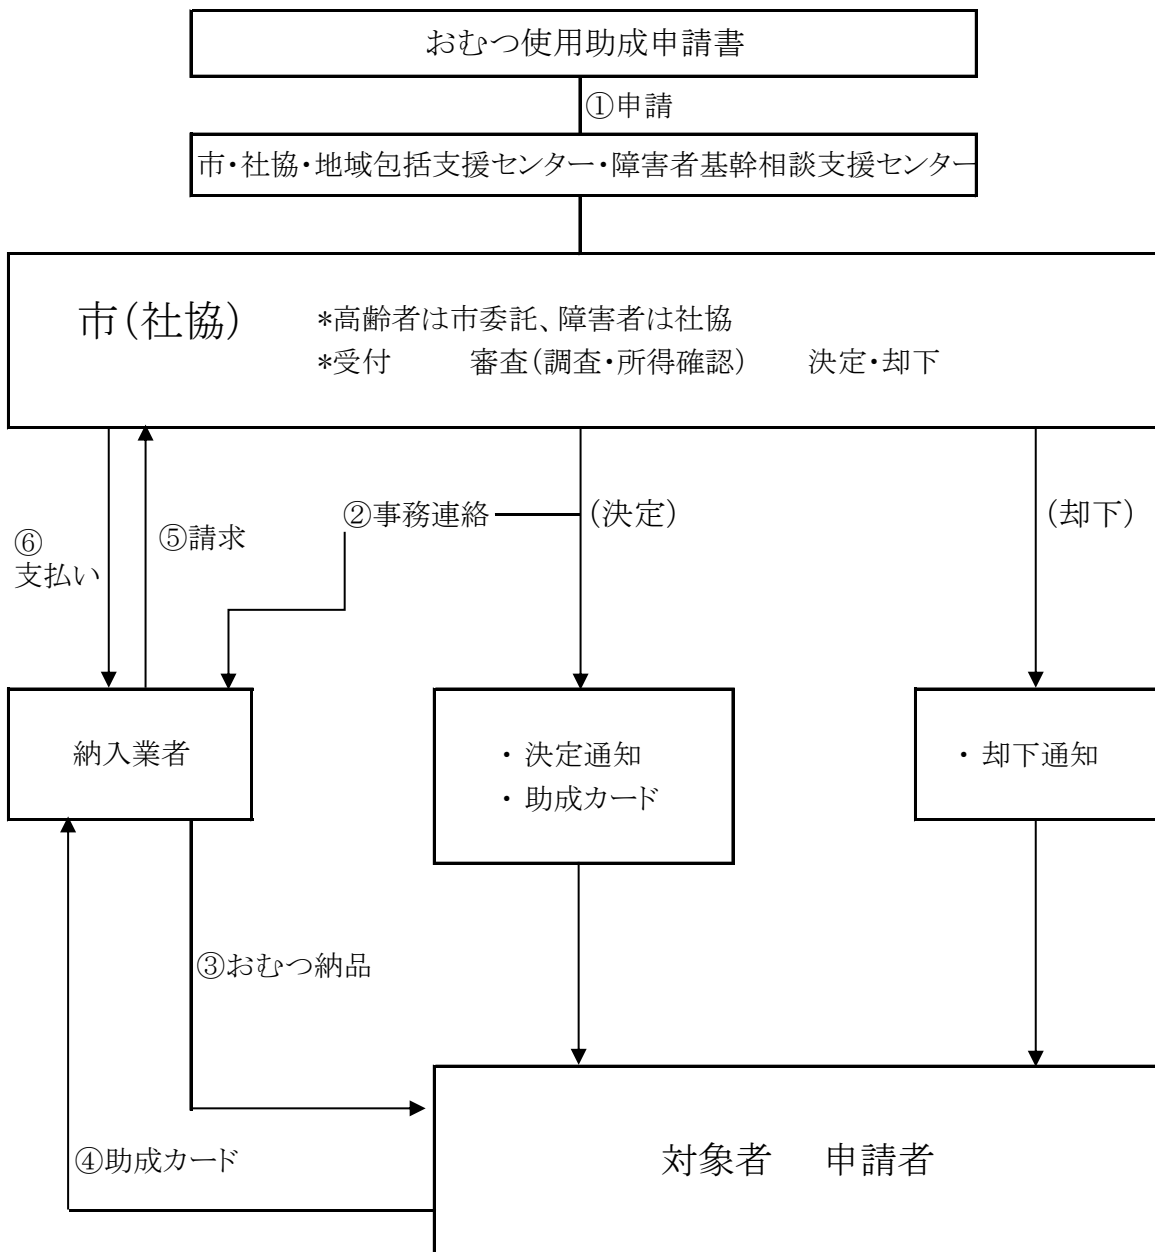 おむつ使用助成申請書
①申請
市・社協・地域包括支援センター・障害者基幹相談支援センター
市(社協)
*高齢者は市委託、障害者は社協
*受付　審査(調査・所得確認)　決定・却下
②事務連絡
(決定)
(却下)
⑤請求
⑥
支払い
納入業者
・ 決定通知
・ 助成カード
・ 却下通知
③おむつ納品
④助成カード
対象者　申請者